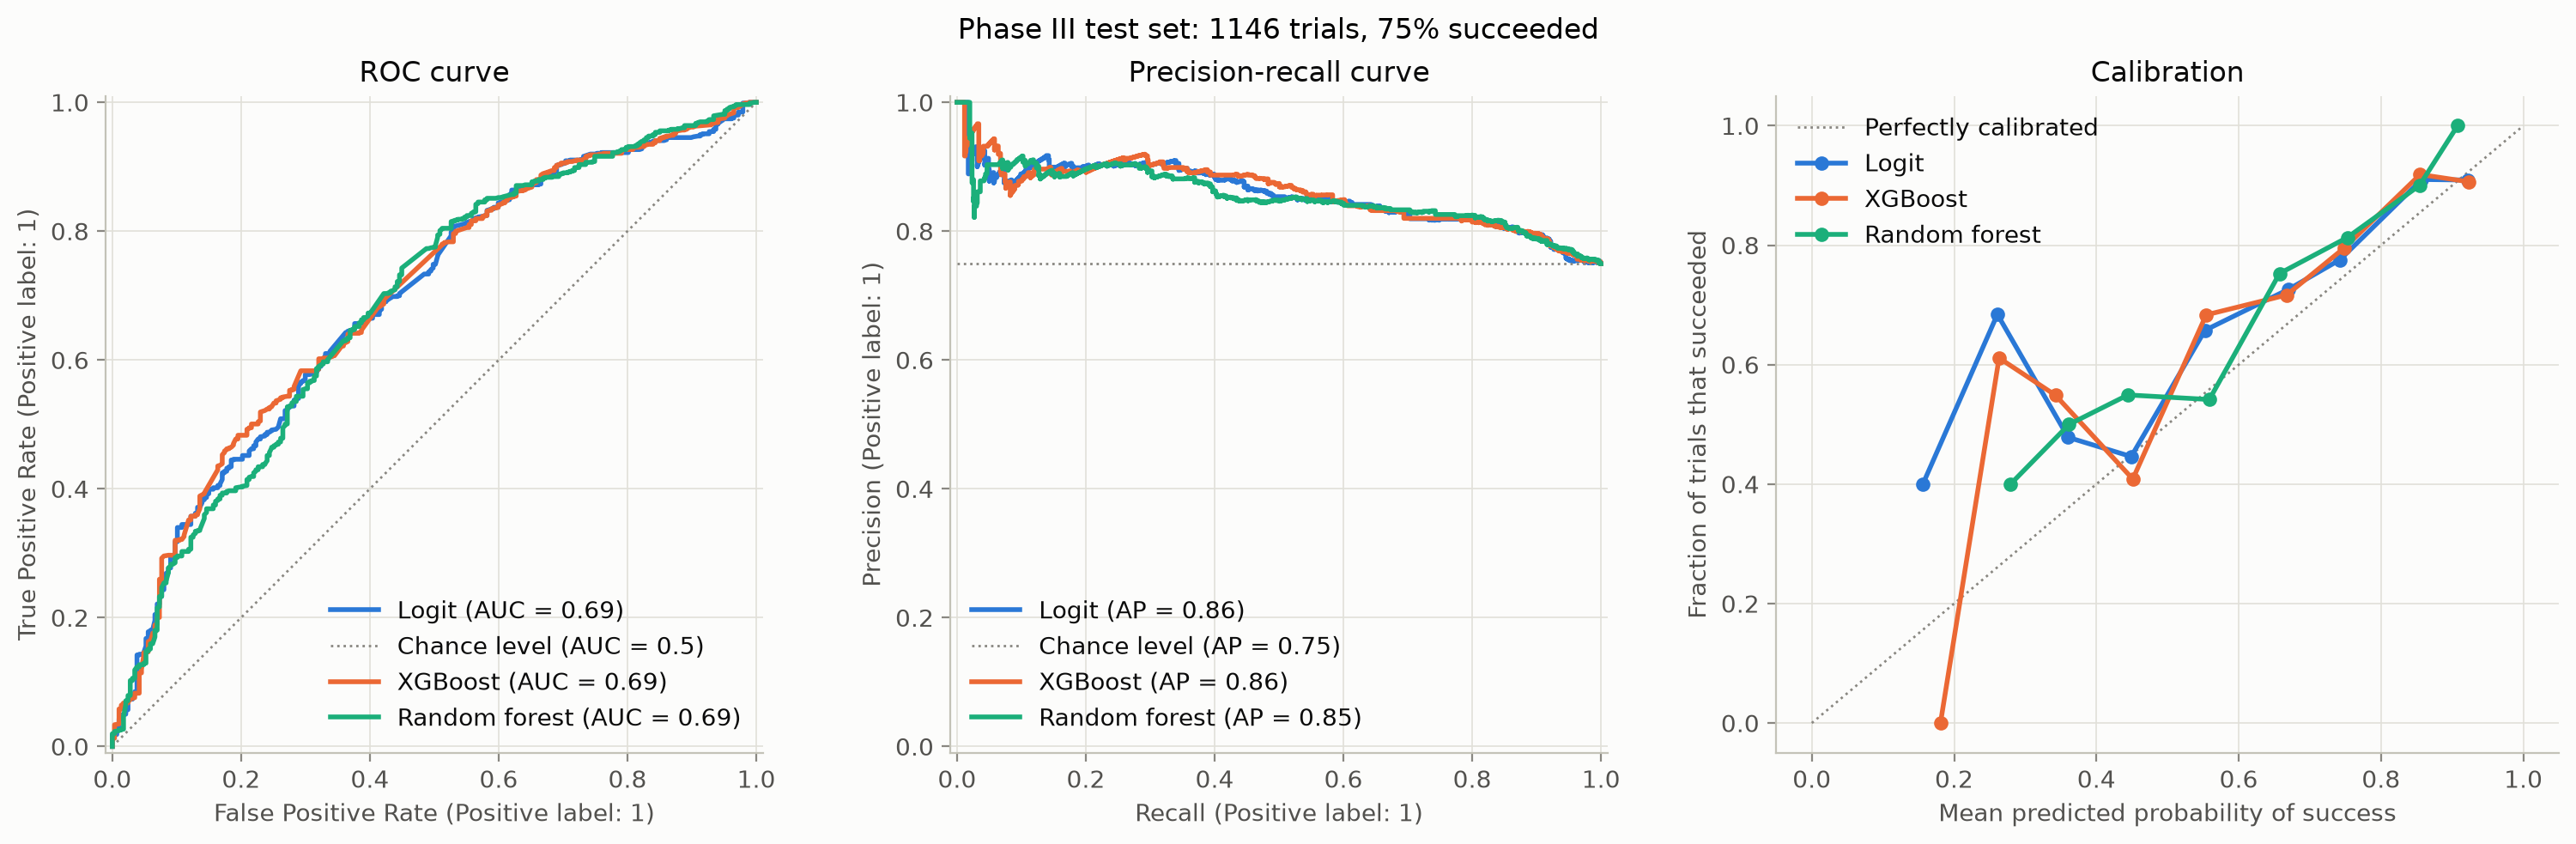 Phase III test set: 1146 trials, 75% succeeded
ROC curve
True Positive Rate (Positive label: 1)
1.0
0.8
0.6
0.4
0.2
0.0
Logit (AUC = 0.69)
Chance level (AUC = 0.5)
XGBoost (AUC = 0.69)
Random forest (AUC = 0.69)
0.0 0.2 0.4 0.6 0.8 1.0
False Positive Rate (Positive label: 1)
Precision-recall curve
Precision (Positive label: 1)
1.0
0.8
0.6
0.4
0.2
0.0
Logit (AP = 0.86)
Chance level (AP = 0.75)
XGBoost (AP = 0.86)
Random forest (AP = 0.85)
0.0 0.2 0.4 0.6 0.8 1.0
Recall (Positive label: 1)
Calibration
Fraction of trials that succeeded
1.0
0.8
0.6
0.4
0.2
0.0
Perfectly calibrated
Logit
XGBoost
Random forest
0.0 0.2 0.4 0.6 0.8 1.0
Mean predicted probability of success